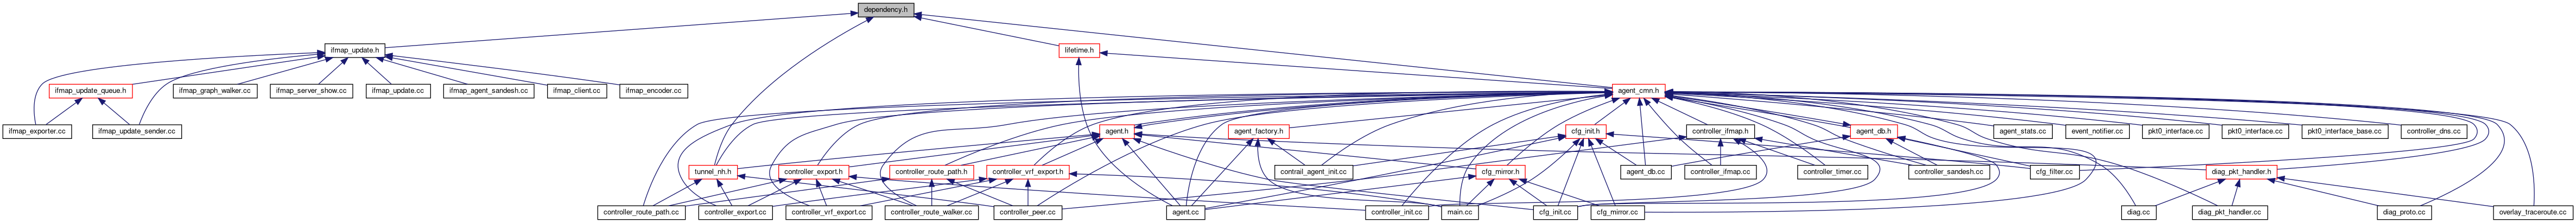 dependency.h
ifmap_update.h
lifetime.h
ifmap_update_queue.h
ifmap_graph_walker.cc
ifmap_server_show.cc
ifmap_update.cc
ifmap_agent_sandesh.cc
ifmap_client.cc
ifmap_encoder.cc
agent_cmn.h
ifmap_exporter.cc
ifmap_update_sender.cc
agent.h
agent_factory.h
cfg_init.h
controller_ifmap.h
agent_db.h
agent_stats.cc
event_notifier.cc
pkt0_interface.cc
pkt0_interface.cc
pkt0_interface_base.cc
controller_dns.cc
tunnel_nh.h
controller_export.h
controller_route_path.h
controller_vrf_export.h
contrail_agent_init.cc
cfg_mirror.h
agent_db.cc
controller_ifmap.cc
controller_timer.cc
controller_sandesh.cc
cfg_filter.cc
diag_pkt_handler.h
controller_route_path.cc
controller_export.cc
controller_vrf_export.cc
controller_route_walker.cc
controller_peer.cc
agent.cc
controller_init.cc
main.cc
cfg_init.cc
cfg_mirror.cc
diag.cc
diag_pkt_handler.cc
diag_proto.cc
overlay_traceroute.cc